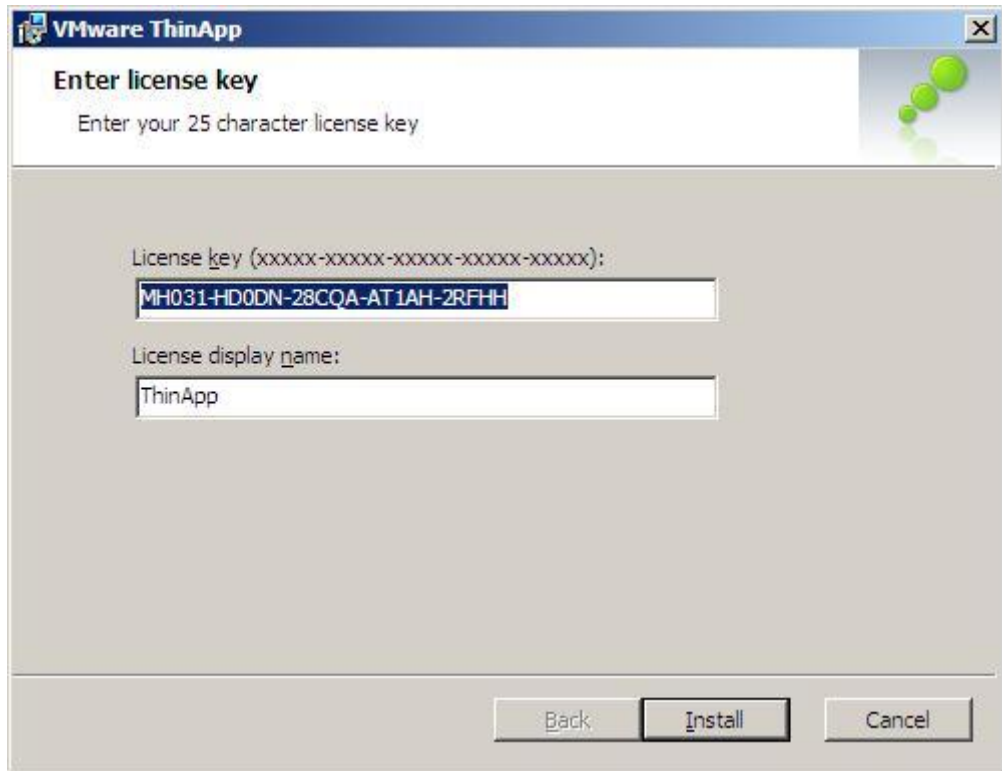 VMware ThinApp
Enter license key
Enter your 25 character license key
License key (xxxxx-xxxxx-xxxxx-xxxxx-xxxxx):
MH031-HD0DN-28CQA-AT1AH-2RFHH
License display name:
ThinApp
Back Install Cancel